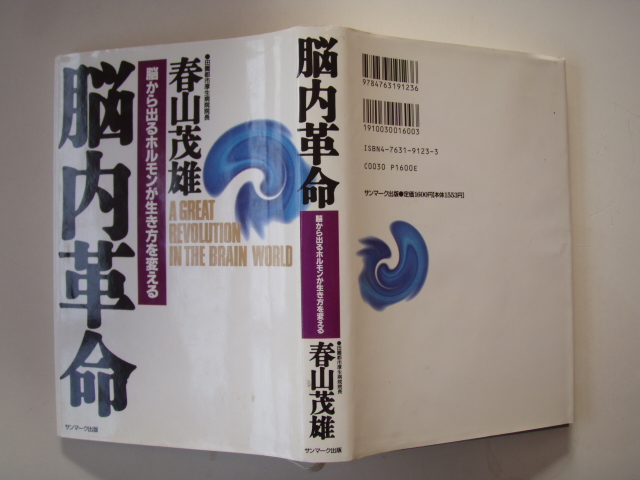 脳内革命
脳から出るホルモンが生き方を変える
●田園都市厚生病院院長
春山茂雄
A GREAT
REVOLUTION
IN THE BRAIN WORLD
サンマーク出版
脳内革命
脳から出るホルモンが生き方を変える
●田園都市厚生病院院長
春山茂雄
サンマーク出版
9784763191236
1910030016003
ISBN4-7631-9123-3
C0030 P1600E
サンマーク出版●定価1600円[本体1553円]